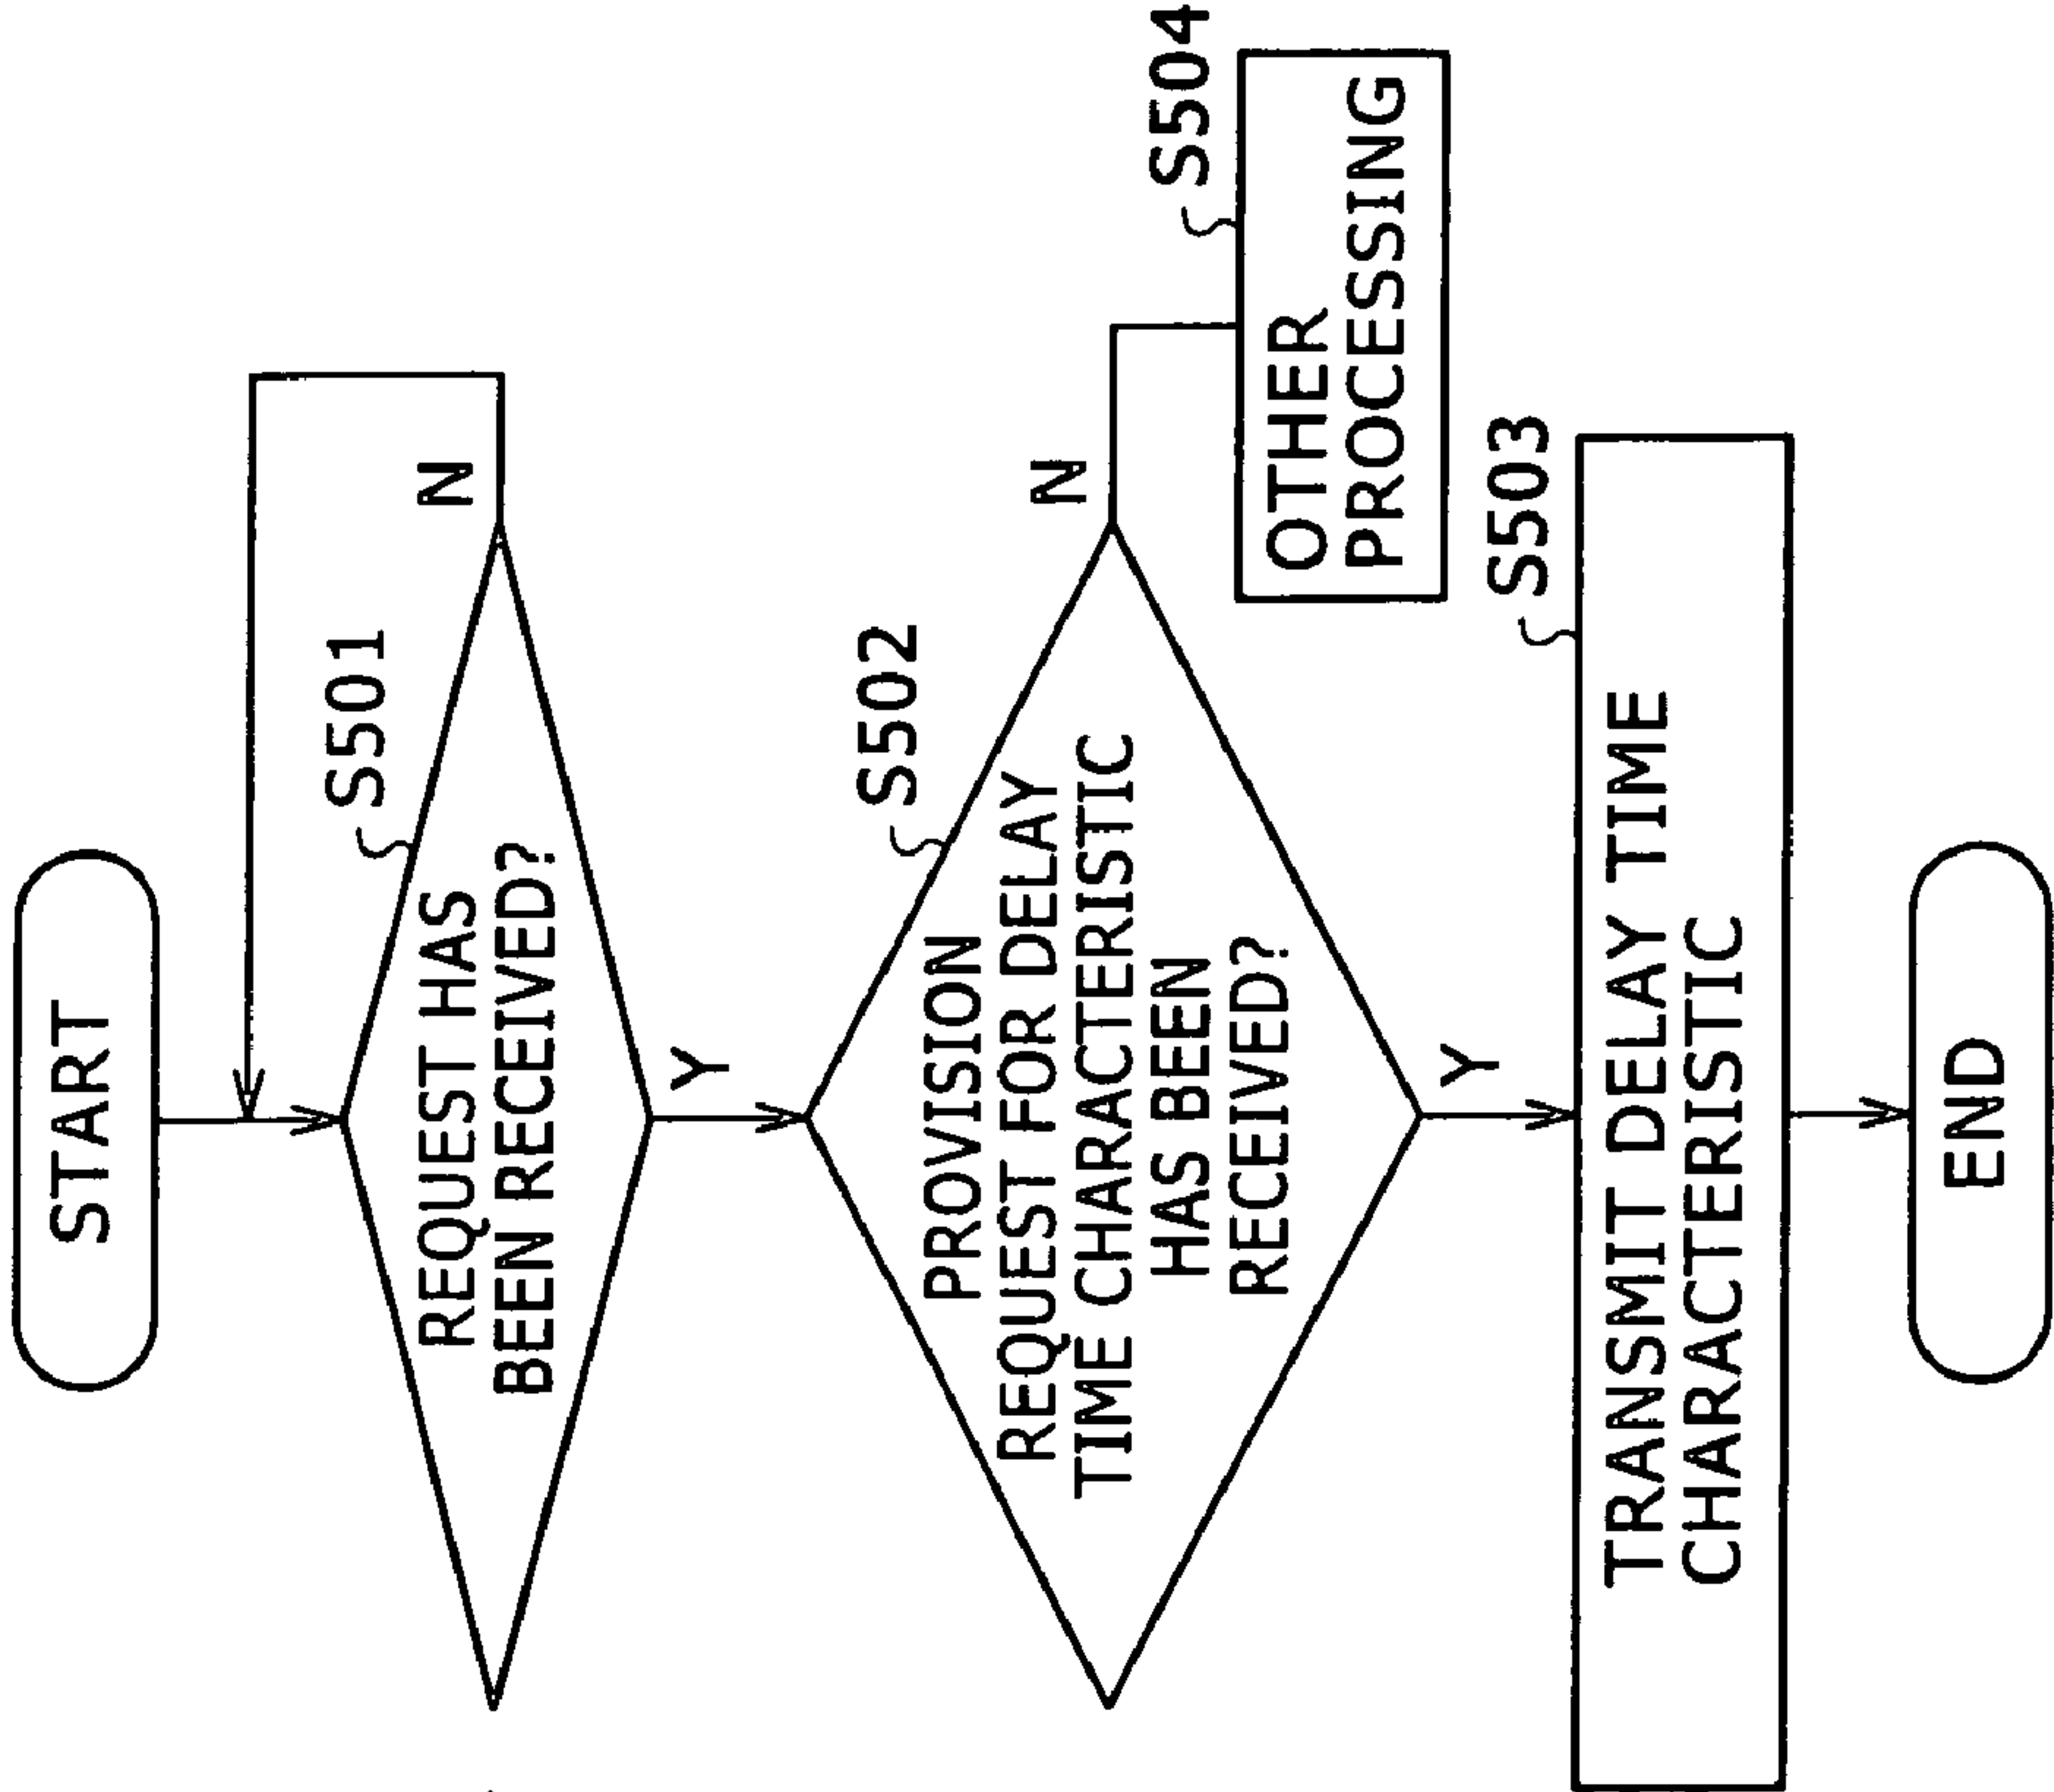 START
S501
REQUEST HAS
BEEN RECEIVED?
N
Y
S502
PROVISION
REQUEST FOR DELAY
TIME CHARACTERISTIC
HAS BEEN
RECEIVED?
N
S504
OTHER
PROCESSING
Y
S503
TRANSMIT DELAY TIME
CHARACTERISTIC
END